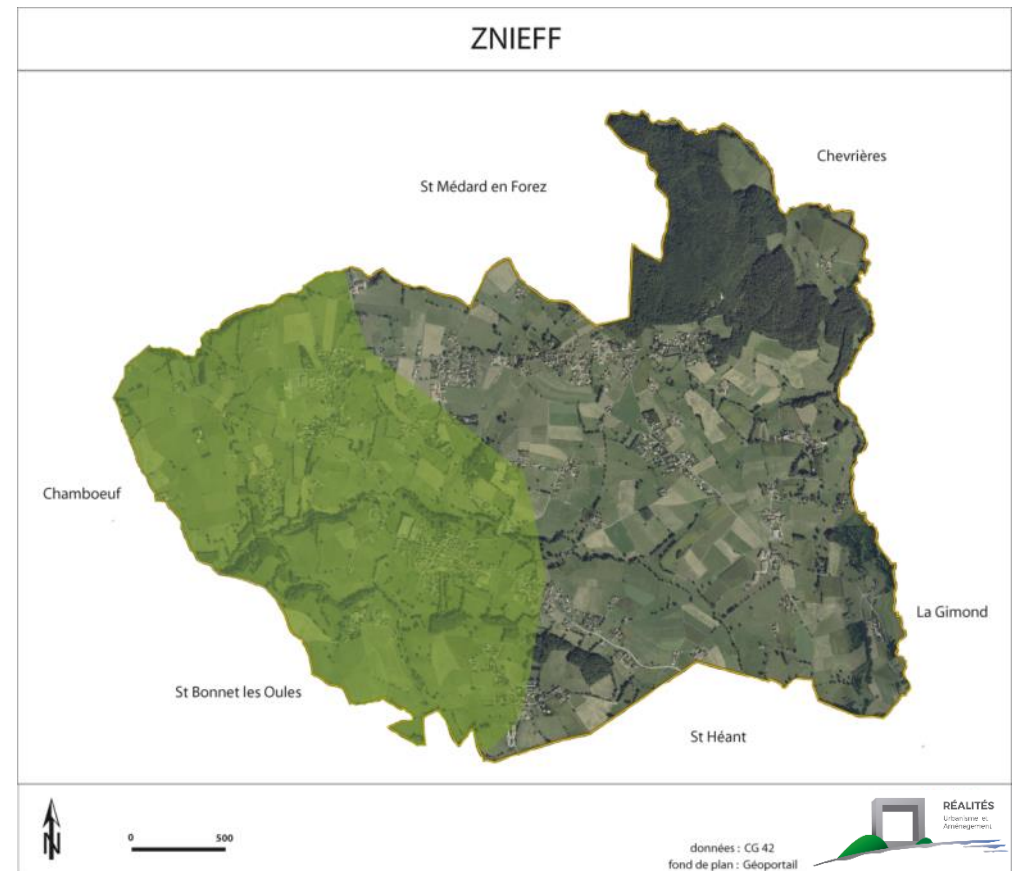 ZNIEFF
Chevrières
St Médard en Forez
Chamboeuf
La Gimond
St Bonnet les Oules
St Héant
N
0 500
données : CG 42
fond de plan : Géoportail
RÉALITÉS
Urbanisme et
Aménagement